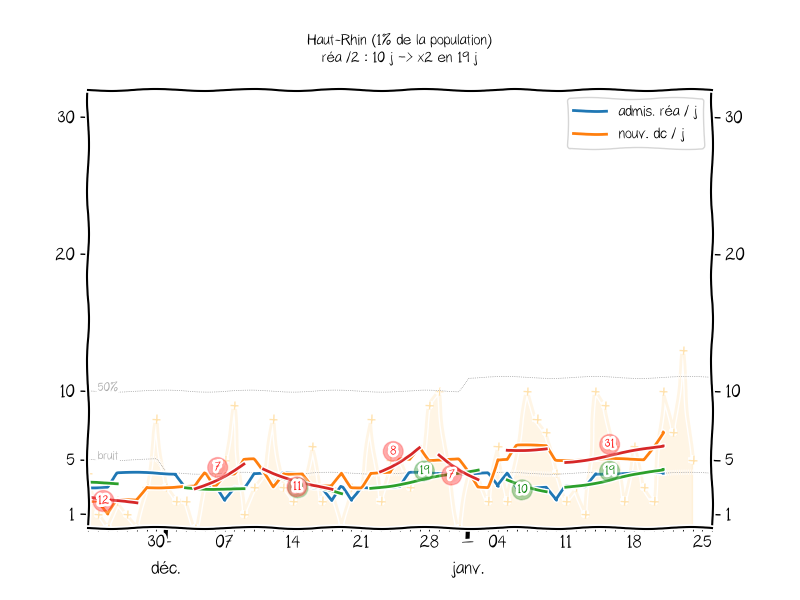 Haut-Rhin (1% de la population)
réa /2 : 10 j -> x2 en 19 j
admis. réa / j
nouv. dc / j
30 30
20 20
10 10
5 5
1 1
50%
bruit
12 7 11 8 19 7 10 31 19
30 07 14 21 28 04 11 18 25
déc. janv.